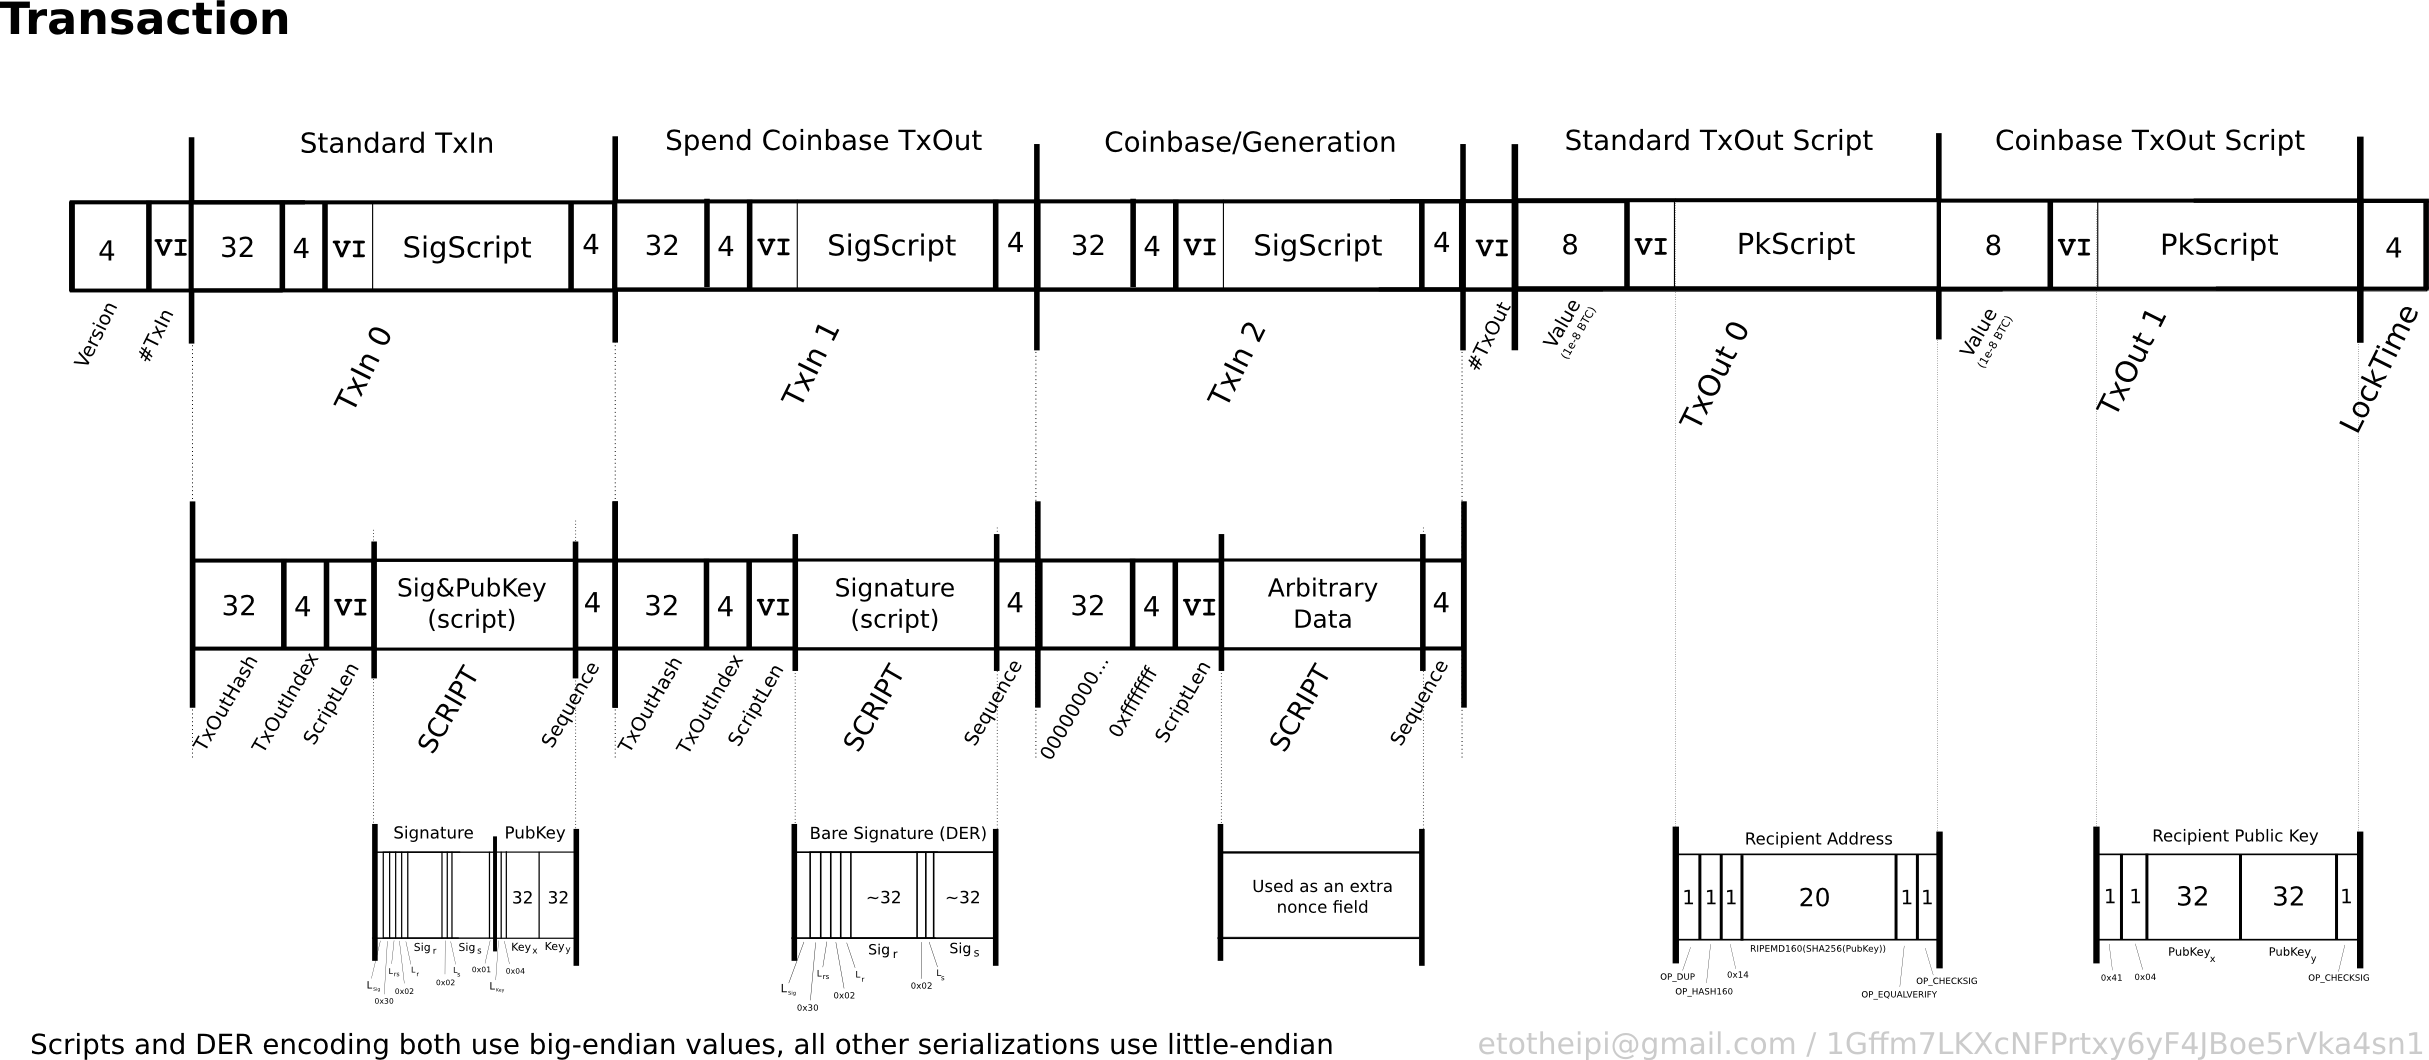 Transaction
Standard TxIn
Spend Coinbase TxOut
Coinbase/Generation
Standard TxOut Script
Coinbase TxOut Script
4 VI 32 4 VI SigScript 4 32 4 VI SigScript 4 32 4 VI SigScript 4 VI 8 VI PkScript 8 VI PkScript 4
Version
#TxIn
TxIn 0
TxIn 1
TxIn 2
#TxOut
Value
(1e-8 BTC)
TxOut 0
Value
(1e-8 BTC)
TxOut 1
LockTime
32 4 VI
Sig&PubKey
(script)
4 32 4 VI
Signature
(script)
4 32 4 VI
Arbitrary
Data
4
TxOutHash
TxOutIndex
ScriptLen
SCRIPT
Sequence
TxOutHash
TxOutIndex
ScriptLen
SCRIPT
Sequence
00000000...
0xffffffff
ScriptLen
SCRIPT
Sequence
Signature
PubKey
32 32
Sig r
Sig s
Key x
Key y
L Sig
0x30
L rs
0x02
L r
0x02
L s
0x01
L Key
0x04
Bare Signature (DER)
~32 ~32
Sig r
Sig s
L Sig
0x30
L rs
0x02
L r
0x02
L s
Used as an extra
nonce field
Recipient Address
1 1 1 20 1 1
RIPEMD160(SHA256(PubKey))
OP_DUP
OP_HASH160
0x14
OP_EQUALVERIFY
OP_CHECKSIG
Recipient Public Key
1 1 32 32 1
PubKey x
PubKey y
0x41
0x04
OP_CHECKSIG
Scripts and DER encoding both use big-endian values, all other serializations use little-endian
etotheipi@gmail.com / 1Gffm7LKXcNFPrtxy6yF4JBoe5rVka4sn1